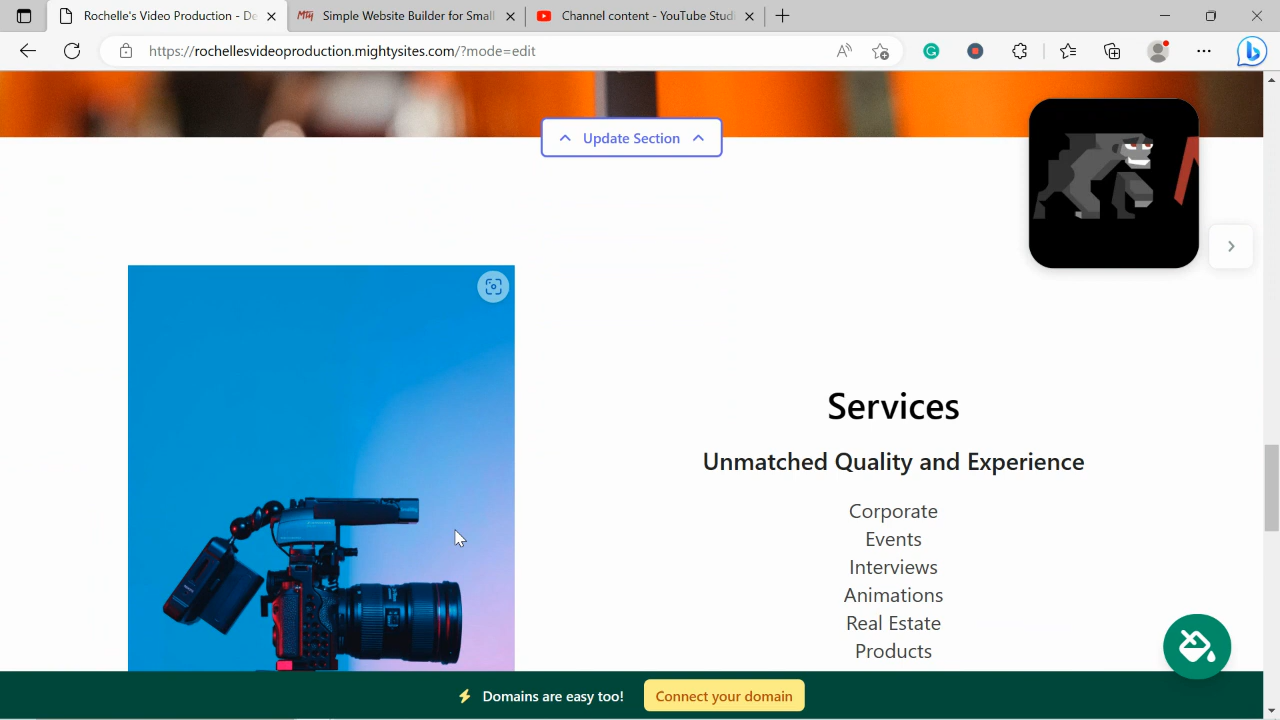 Rochelle's Video Production - De
MTY Simple Website Builder for Small
Channel content - YouTube Studi
https://rochellesvideoproduction.mightysites.com/?mode=edit
Update Section
Services
Unmatched Quality and Experience
Corporate
Events
Interviews
Animations
Real Estate
Products
Domains are easy too! Connect your domain